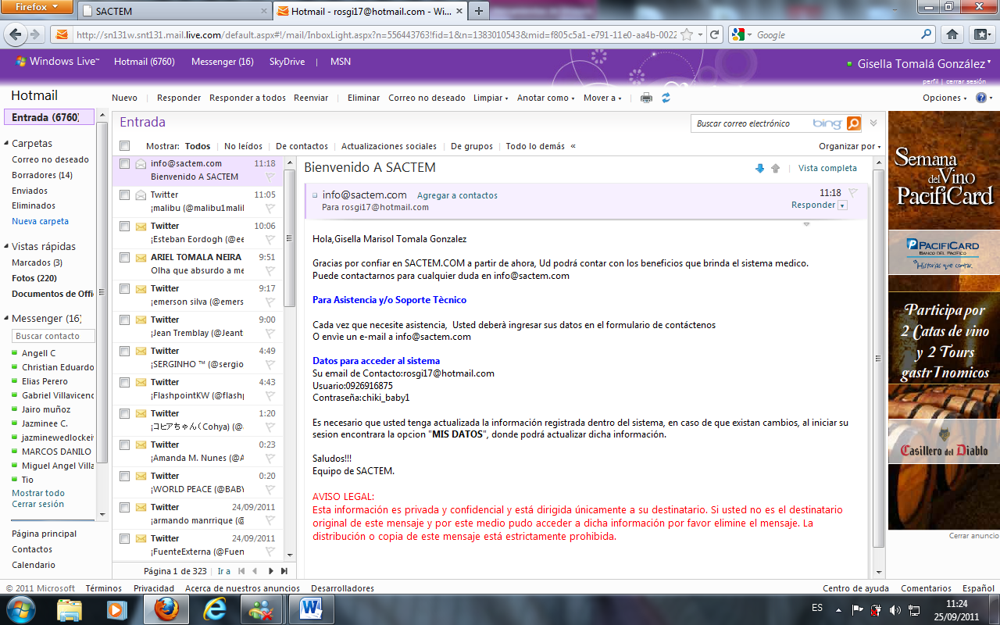 Firefox
SACTEM
Hotmail - rosgi17@hotmail.com - Wi...
http://sn131w.snt131.mail.live.com/default.aspx#!/mail/InboxLight.aspx?n=556443763!fid=1&n=1383010543&mid=f805c5a1-e791-11e0-aa4b-0022
Google
Windows Live™ Hotmail (6760) Messenger (16) SkyDrive | MSN
Gisella Tomalá González
perfil | cerrar sesión
Hotmail
Nuevo | Responder Responder a todos Reenviar | Eliminar Correo no deseado Limpiar Anotar como Mover a
Opciones
Entrada (6760)
Carpetas
Correo no deseado
Borradores (14)
Enviados
Eliminados
Nueva carpeta
Vistas rápidas
Marcados (3)
Fotos (220)
Documentos de Offi
Messenger (16)
Buscar contacto
Angell C
Christian Eduardo
Elias Perero
Gabriel Villavicenc
Jairo muñoz
Jazminee C.
jazminewedlockei
MARCOS DANILO
Miguel Angel Villa
Tio
Mostrar todo
Cerrar sesión
Página principal
Contactos
Calendario
Entrada
Buscar correo electrónico bing
Mostrar: Todos | No leídos | De contactos | Actualizaciones sociales | De grupos | Todo lo demás «
Organizar por
info@sactem.com 11:18
Bienvenido A SACTEM
Twitter 11:05
¡malibu (@malibu1malil
Twitter 10:06
¡Esteban Eordogh (@ee
ARIEL TOMALA NEIRA 9:51
Olha que absurdo a me
Twitter 9:17
¡emerson silva (@emers
Twitter 9:00
¡Jean Tremblay (@Jeant
Twitter 4:49
¡SERGINHO ™ (@sergio
Twitter 4:43
¡FlashpointKW (@flashp
Twitter 1:20
¡コピアちゃん(Cohya) (@
Twitter 0:23
¡Amanda M. Nunes (@A
Twitter 0:20
¡WORLD PEACE (@BABY
Twitter 24/09/2011
¡armando manrrique (@
Twitter 24/09/2011
¡FuenteExterna (@Fuen
Página 1 de 323 | Ir a
Bienvenido A SACTEM
Vista completa
info@sactem.com Agregar a contactos
11:18
Para rosgi17@hotmail.com
Responder
Hola,Gisella Marisol Tomala Gonzalez
Gracias por confiar en SACTEM.COM a partir de ahora, Ud podrá contar con los beneficios que brinda el sistema medico.
Puede contactarnos para cualquier duda en info@sactem.com
Para Asistencia y/o Soporte Tècnico
Cada vez que necesite asistencia, Usted deberà ingresar sus datos en el formulario de contáctenos
O envìe un e-mail a info@sactem.com
Datos para acceder al sistema
Su email de Contacto:rosgi17@hotmail.com
Usuario:0926916875
Contraseña:chiki_baby1
Es necesario que usted tenga actualizada la información registrada dentro del sistema, en caso de que existan cambios, al iniciar su
sesion encontrara la opcion "MIS DATOS", donde podrá actualizar dicha información.
Saludos!!!
Equipo de SACTEM.
AVISO LEGAL:
Esta información es privada y confidencial y está dirigida únicamente a su destinatario. Si usted no es el destinatario
original de este mensaje y por este medio pudo acceder a dicha información por favor elimine el mensaje. La
distribución o copia de este mensaje está estrictamente prohibida.
Semana
del Vino
PacifiCard
PACIFICARD
BANCO DEL PACIFICO
Historias que contar.
Participa por
2 Catas de vino
y 2 Tours
gastrTnomicos
Casillero del Diablo
Cerrar anuncio
© 2011 Microsoft Términos Privacidad Acerca de nuestros anuncios Desarrolladores
Centro de ayuda Comentarios Español
ES
11:24
25/09/2011